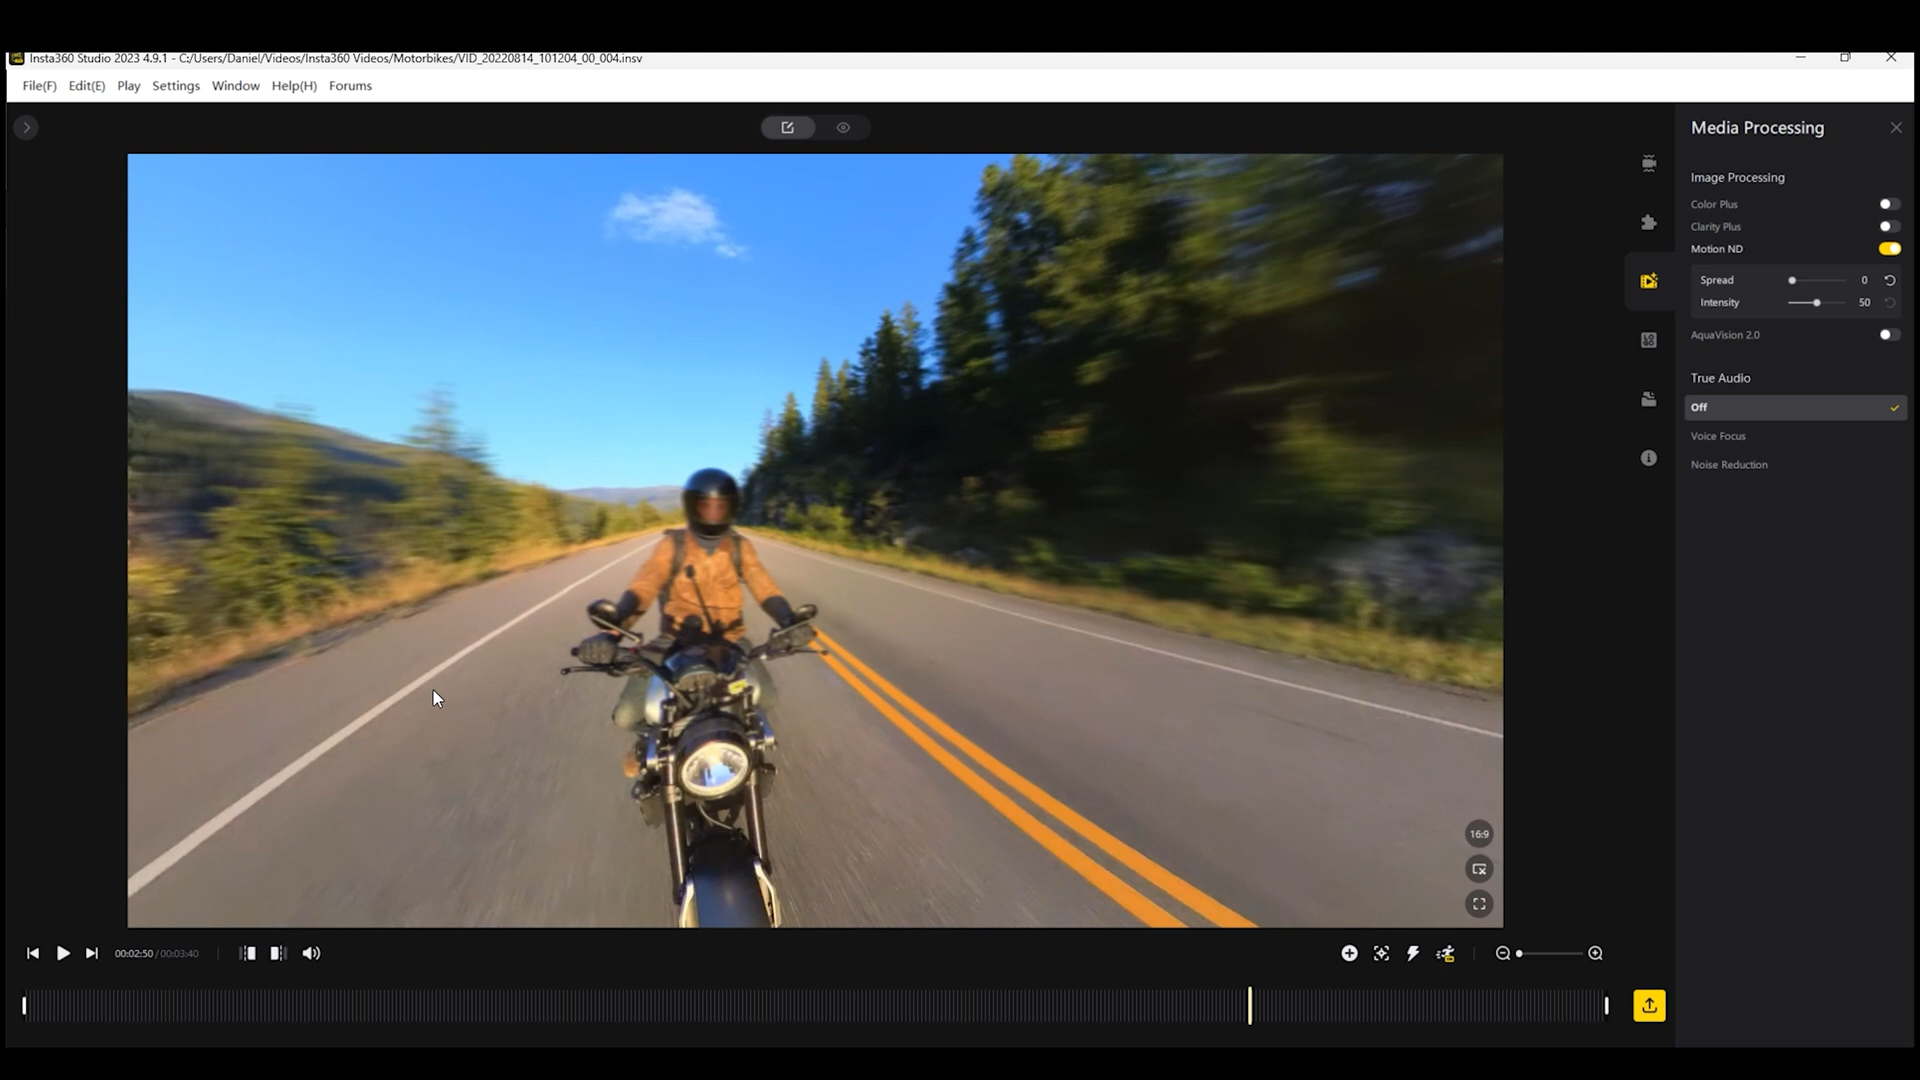 Insta360 Studio 2023 4.9.1 - C:/Users/Daniel/Videos/Insta360 Videos/Motorbikes/VID_20220814_101204_00_004.insv
File(F) Edit(E) Play Settings Window Help(H) Forums
Media Processing
Image Processing
Color Plus
Clarity Plus
Motion ND
Spread 0
Intensity 50
AquaVision 2.0
True Audio
Off
Voice Focus
Noise Reduction
16:9
00:02:50/00:03:40